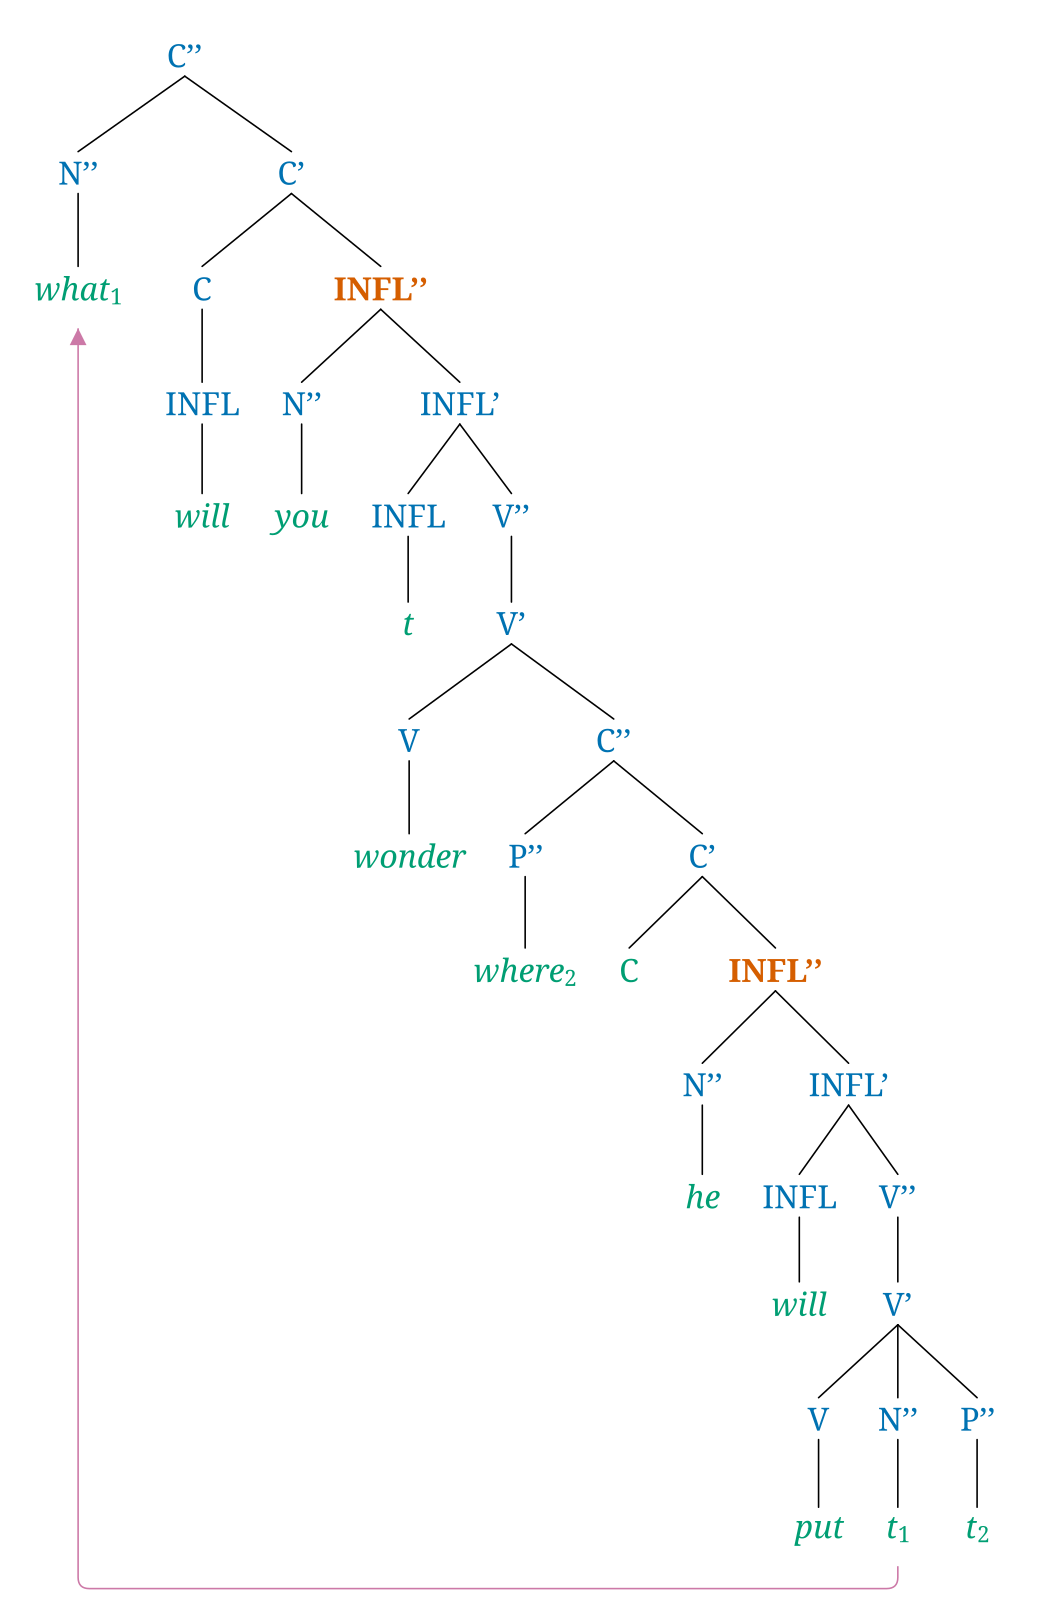 C’’
N’’ C’
what₁ C INFL’’
INFL N’’ INFL’
will you INFL V’’
t V’
V C’’
wonder P’’ C’
where₂ C INFL’’
N’’ INFL’
he INFL V’’
will V’
V N’’ P’’
put t₁ t₂